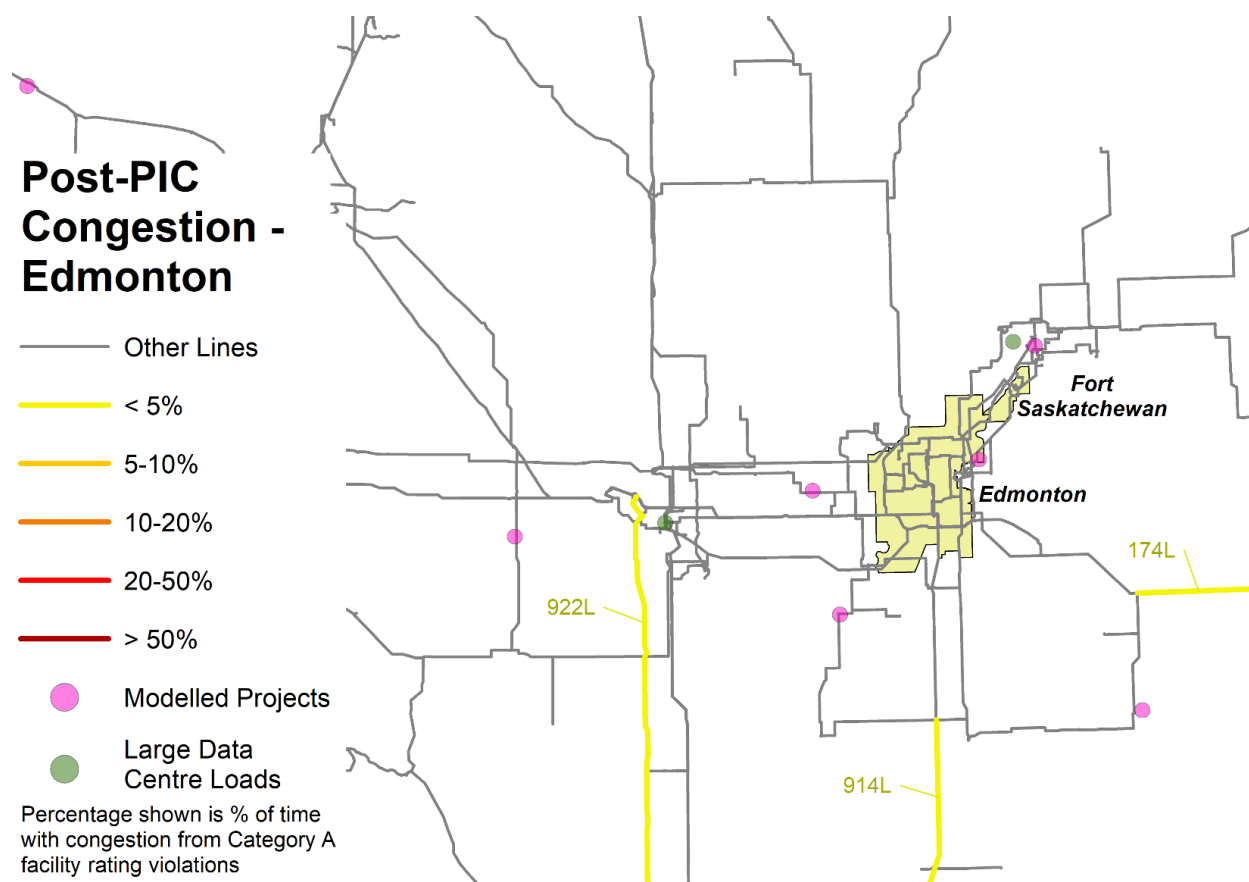 Post-PIC
Congestion -
Edmonton
Other Lines
< 5%
5-10%
10-20%
20-50%
> 50%
Modelled Projects
Large Data
Centre Loads
Percentage shown is % of time
with congestion from Category A
facility rating violations
Fort
Saskatchewan
Edmonton
174L
922L
914L